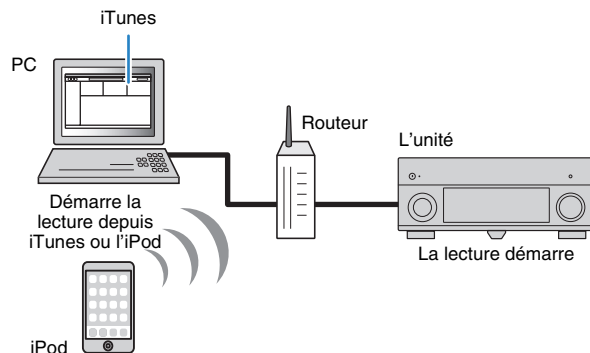 iTunes
PC
Routeur
L'unité
Démarre la
lecture depuis
iTunes ou l'iPod
La lecture démarre
iPod